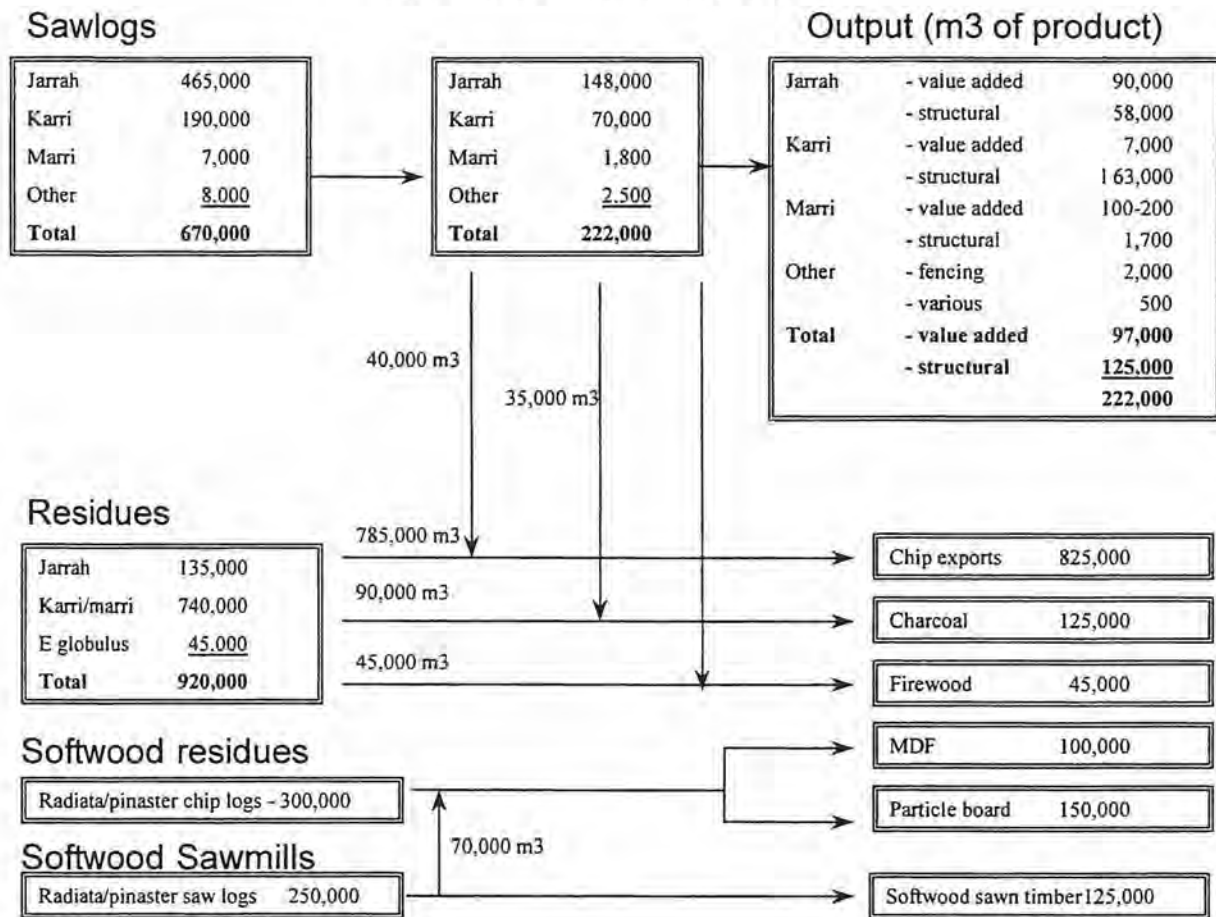 Sawlogs
Jarrah 465,000
Karri 190,000
Marri 7,000
Other 8.000
Total 670,000
Jarrah 148,000
Karri 70,000
Marri 1,800
Other 2.500
Total 222,000
Output (m3 of product)
Jarrah - value added 90,000
- structural 58,000
Karri - value added 7,000
- structural 163,000
Marri - value added 100-200
- structural 1,700
Other - fencing 2,000
- various 500
Total - value added 97,000
- structural 125.000
222,000
40,000 m3
35,000 m3
Residues
Jarrah 135,000
Karri/marri 740,000
E globulus 45.000
Total 920,000
785,000 m3
90,000 m3
45,000 m3
Chip exports 825,000
Charcoal 125,000
Firewood 45,000
MDF 100,000
Particle board 150,000
Softwood residues
Radiata/pinaster chip logs -300,000
70,000 m3
Softwood Sawmills
Radiata/pinaster saw logs 250,000
Softwood sawn timber125,000